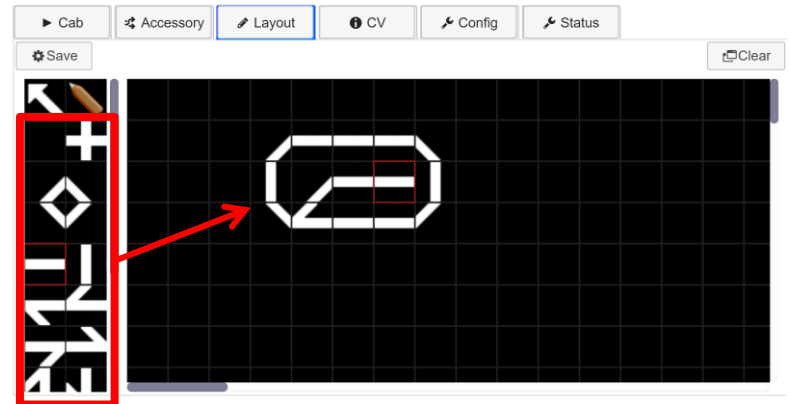 Cab
Accessory
Layout
CV
Config
Status
Save
Clear